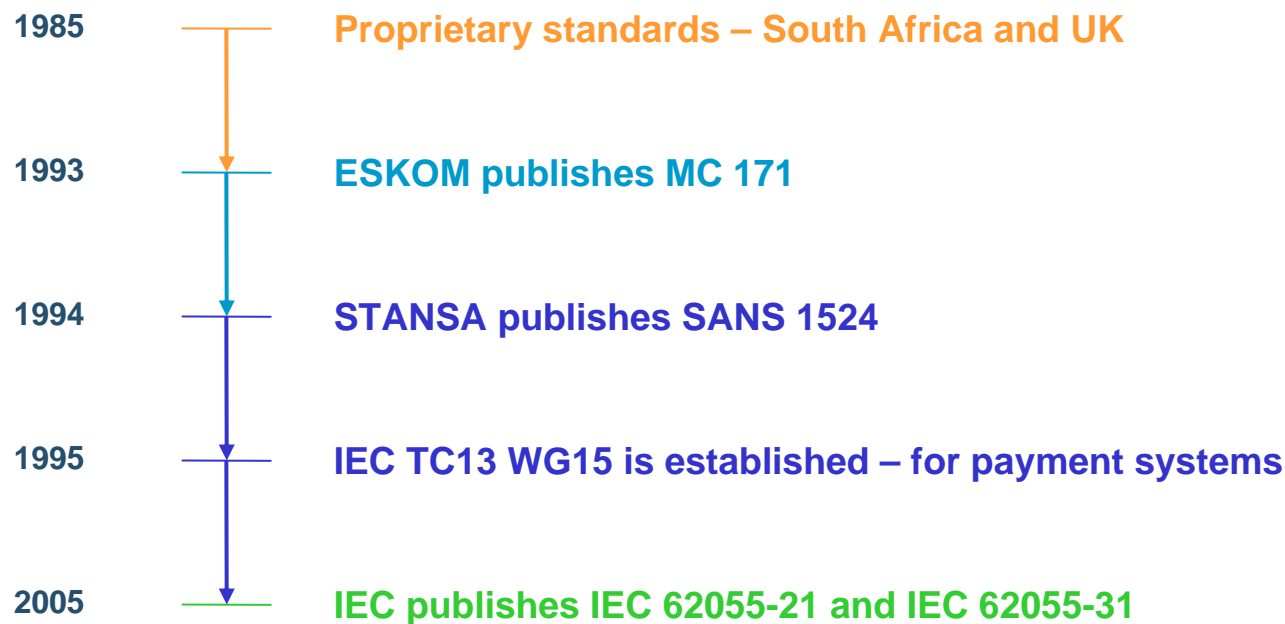 1985 Proprietary standards – South Africa and UK
1993 ESKOM publishes MC 171
1994 STANSA publishes SANS 1524
1995 IEC TC13 WG15 is established – for payment systems
2005 IEC publishes IEC 62055-21 and IEC 62055-31